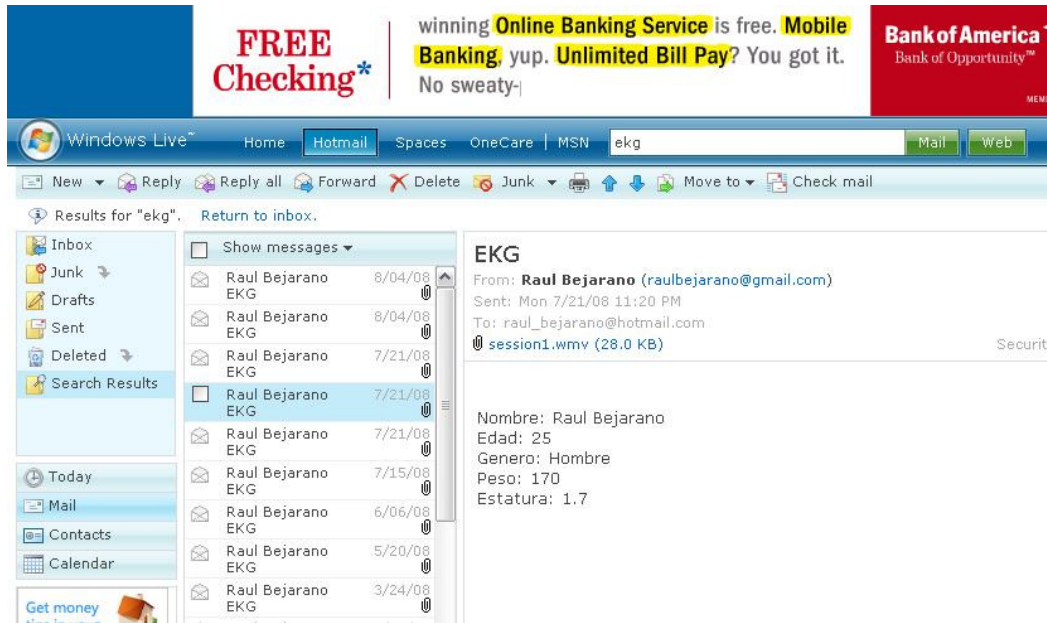 FREE
Checking*
winning Online Banking Service is free. Mobile
Banking, yup. Unlimited Bill Pay? You got it.
No sweaty-
Bank of America
Bank of Opportunity™
Windows Live™
Home
Hotmail
Spaces
OneCare | MSN
ekg
Mail
Web
New
Reply
Reply all
Forward
Delete
Junk
Move to
Check mail
Results for "ekg". Return to inbox.
Inbox
Junk
Drafts
Sent
Deleted
Search Results
Today
Mail
Contacts
Calendar
Get money
Show messages
Raul Bejarano 8/04/08
EKG
Raul Bejarano 8/04/08
EKG
Raul Bejarano 7/21/08
EKG
Raul Bejarano 7/21/08
EKG
Raul Bejarano 7/21/08
EKG
Raul Bejarano 7/15/08
EKG
Raul Bejarano 6/06/08
EKG
Raul Bejarano 5/20/08
EKG
Raul Bejarano 3/24/08
EKG
EKG
From: Raul Bejarano (raulbejarano@gmail.com)
Sent: Mon 7/21/08 11:20 PM
To: raul_bejarano@hotmail.com
session1.wmv (28.0 KB)
Securit
Nombre: Raul Bejarano
Edad: 25
Genero: Hombre
Peso: 170
Estatura: 1.7